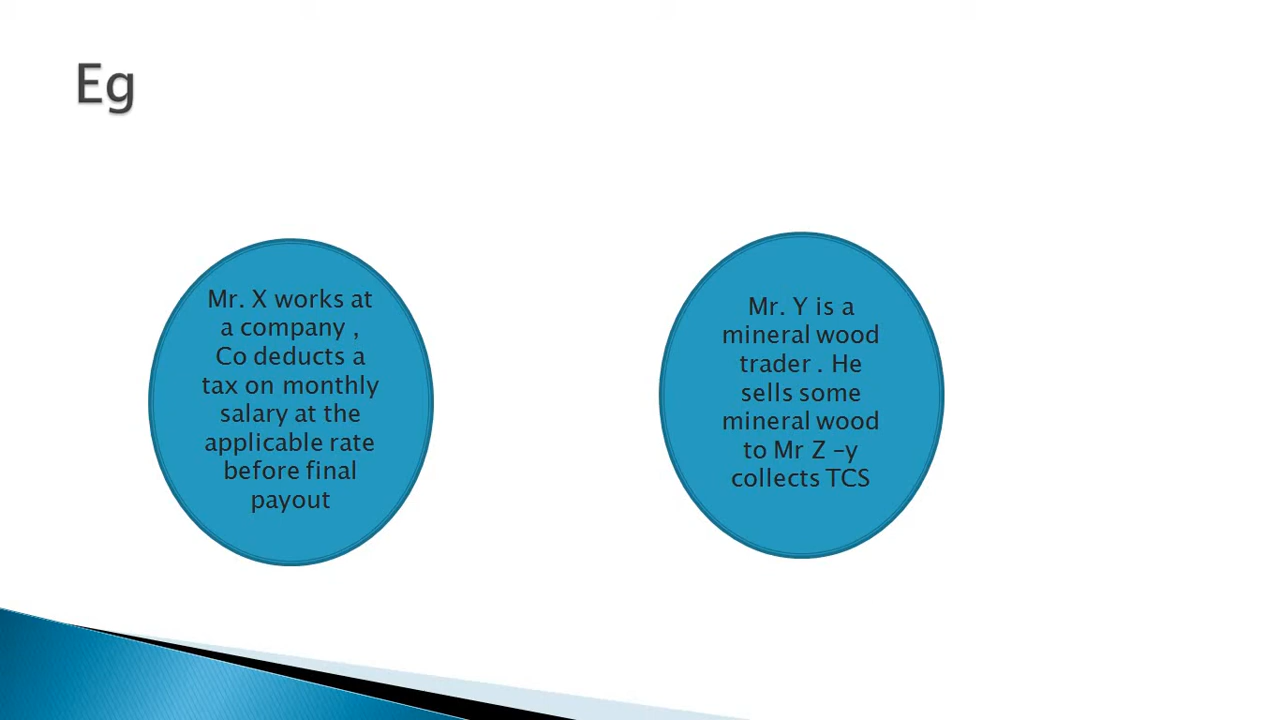 Eg
Mr. X works at
a company ,
Co deducts a
tax on monthly
salary at the
applicable rate
before final
payout
Mr. Y is a
mineral wood
trader . He
sells some
mineral wood
to Mr Z –y
collects TCS